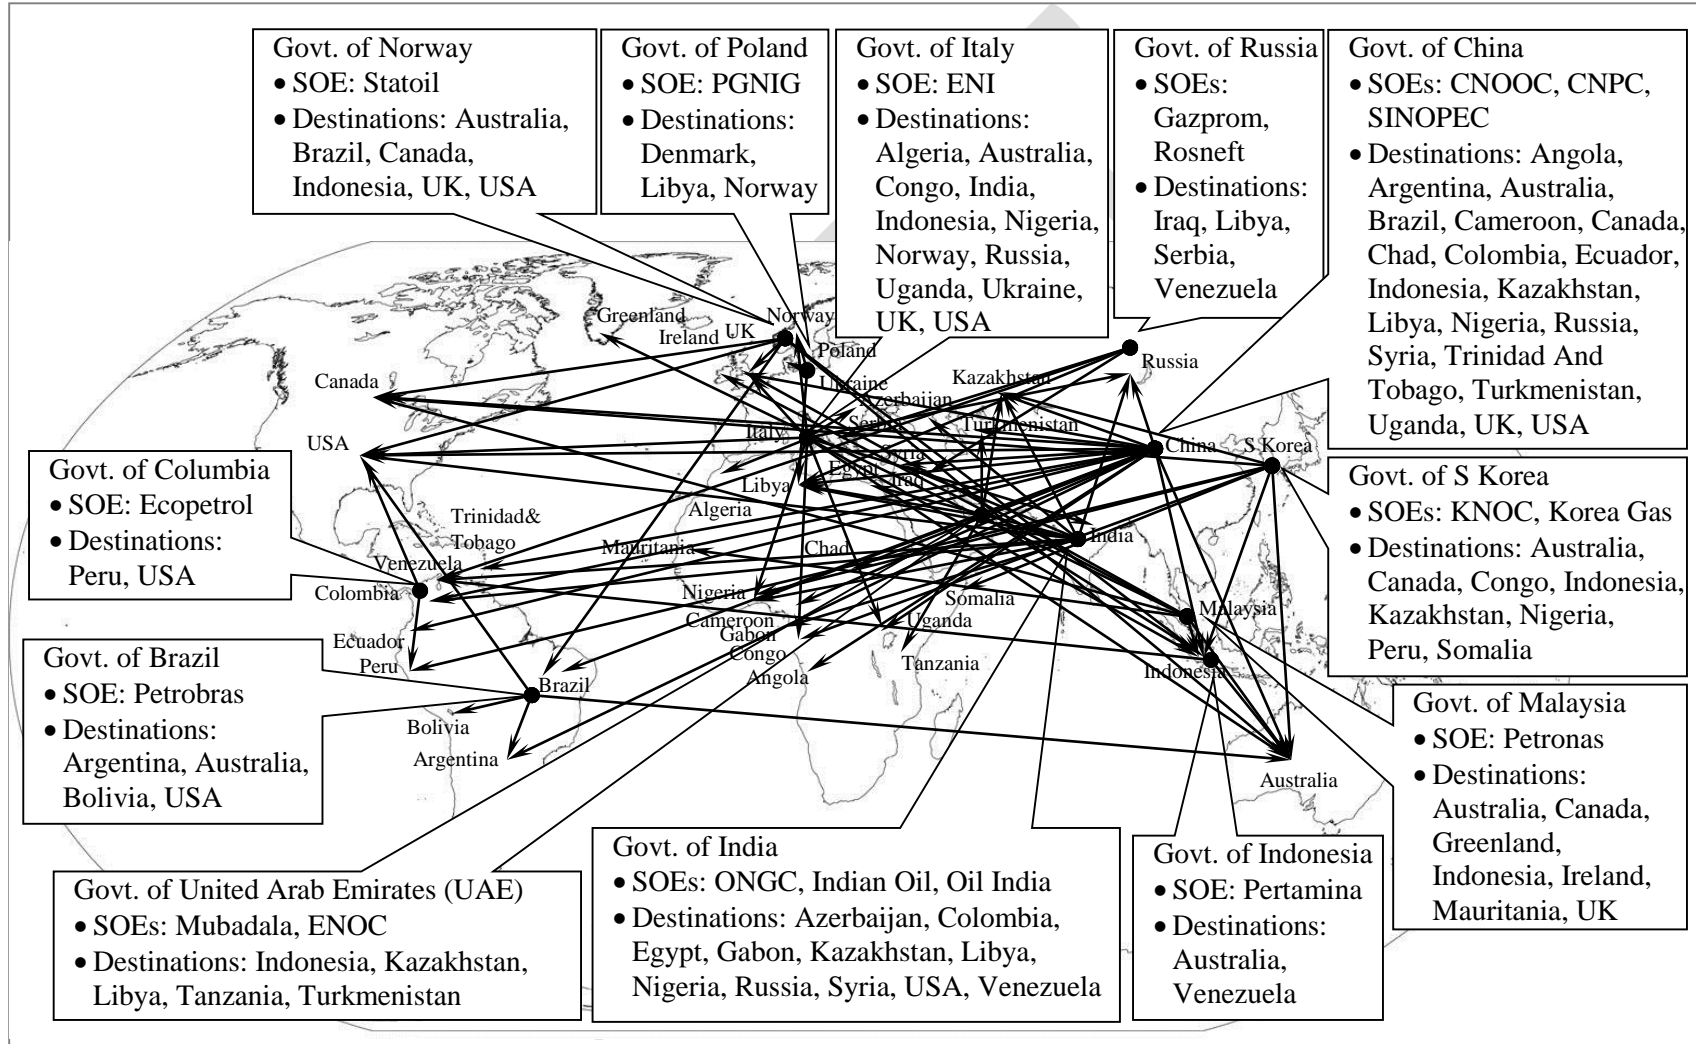 Govt. of Norway
• SOE: Statoil
• Destinations: Australia,
Brazil, Canada,
Indonesia, UK, USA
Govt. of Poland
• SOE: PGNIG
• Destinations:
Denmark,
Libya, Norway
Govt. of Italy
• SOE: ENI
• Destinations:
Algeria, Australia,
Congo, India,
Indonesia, Nigeria,
Norway, Russia,
Uganda, Ukraine,
UK, USA
Govt. of Russia
• SOEs:
Gazprom,
Rosneft
• Destinations:
Iraq, Libya,
Serbia,
Venezuela
Govt. of China
• SOEs: CNOOC, CNPC,
SINOPEC
• Destinations: Angola,
Argentina, Australia,
Brazil, Cameroon, Canada,
Chad, Colombia, Ecuador,
Indonesia, Kazakhstan,
Libya, Nigeria, Russia,
Syria, Trinidad And
Tobago, Turkmenistan,
Uganda, UK, USA
Greenland
Norway
UK
Ireland
Poland
Russia
Canada
Ukraine
Kazakhstan
Azerbaijan
Serbia
Turkmenistan
Italy
USA
China
S Korea
Syria
Egypt
Iraq
Libya
Algeria
Trinidad&
Tobago
India
Mauritania
Chad
Venezuela
Colombia
Nigeria
Somalia
Malaysia
Cameroon
Uganda
Gabon
Ecuador
Congo
Peru
Tanzania
Indonesia
Angola
Brazil
Bolivia
Argentina
Australia
Govt. of Columbia
• SOE: Ecopetrol
• Destinations:
Peru, USA
Govt. of S Korea
• SOEs: KNOC, Korea Gas
• Destinations: Australia,
Canada, Congo, Indonesia,
Kazakhstan, Nigeria,
Peru, Somalia
Govt. of Brazil
• SOE: Petrobras
• Destinations:
Argentina, Australia,
Bolivia, USA
Govt. of Malaysia
• SOE: Petronas
• Destinations:
Australia, Canada,
Greenland,
Indonesia, Ireland,
Mauritania, UK
Govt. of United Arab Emirates (UAE)
• SOEs: Mubadala, ENOC
• Destinations: Indonesia, Kazakhstan,
Libya, Tanzania, Turkmenistan
Govt. of India
• SOEs: ONGC, Indian Oil, Oil India
• Destinations: Azerbaijan, Colombia,
Egypt, Gabon, Kazakhstan, Libya,
Nigeria, Russia, Syria, USA, Venezuela
Govt. of Indonesia
• SOE: Pertamina
• Destinations:
Australia,
Venezuela